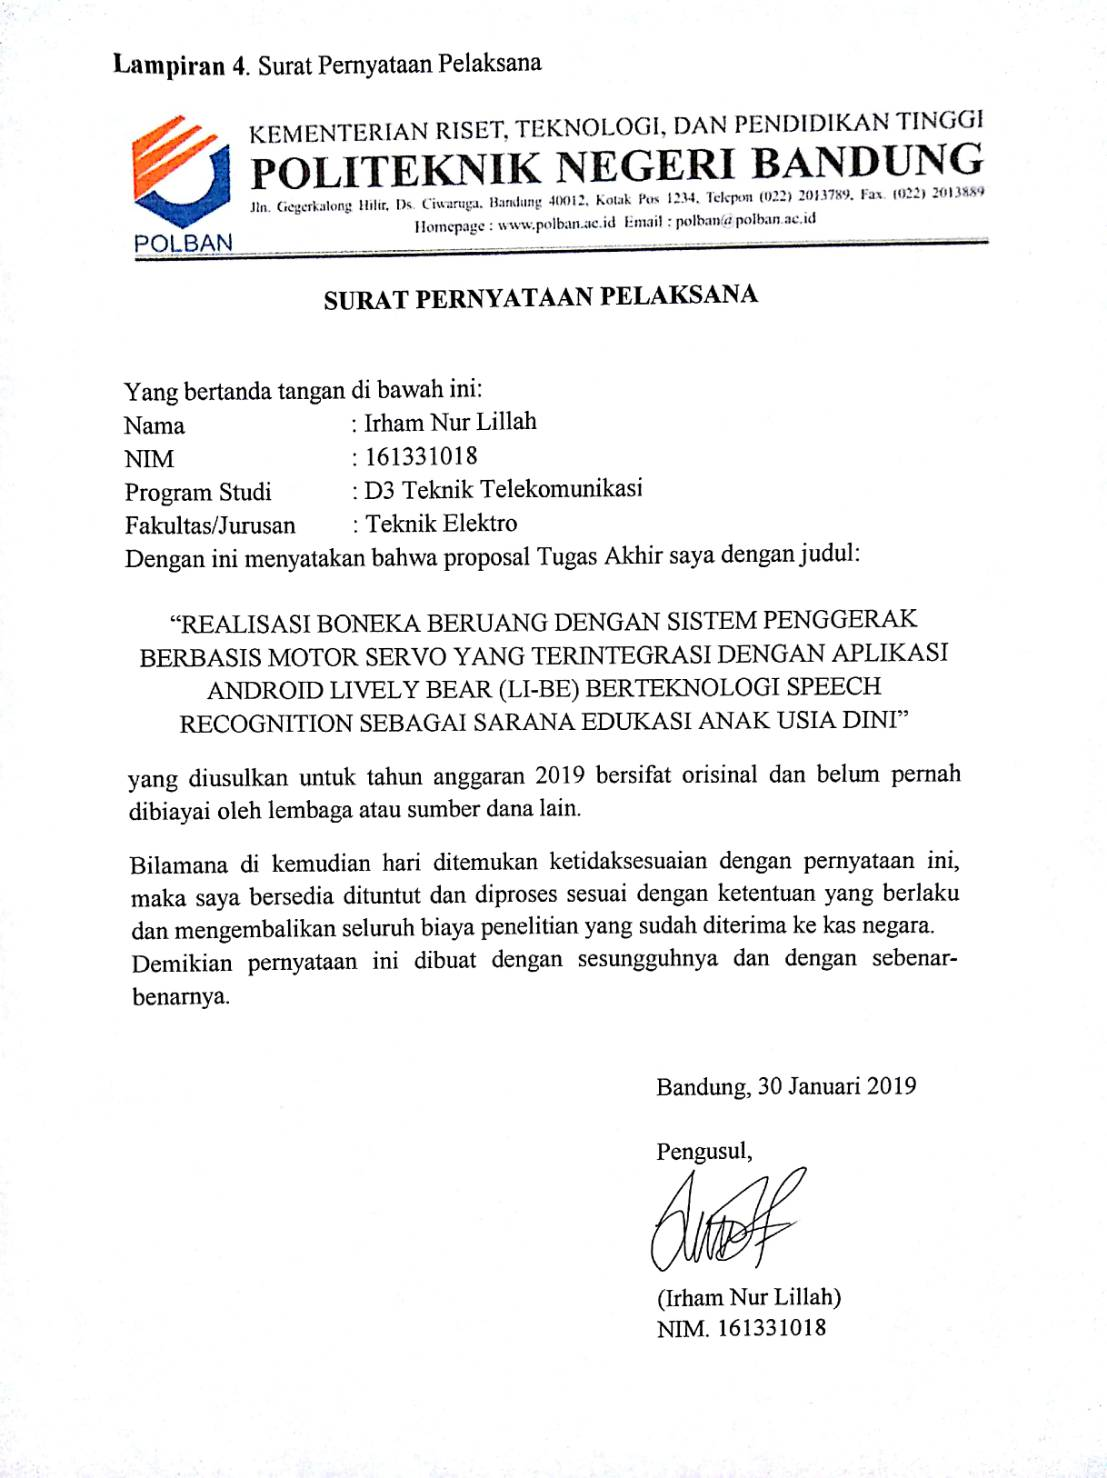 Lampiran 4. Surat Pernyataan Pelaksana
KEMENTERIAN RISET, TEKNOLOGI, DAN PENDIDIKAN TINGGI
POLITEKNIK NEGERI BANDUNG
Jln. Gegerkalong Hilir, Ds. Ciwaruga, Bandung 40012, Kotak Pos 1234, Telepon (022) 2013789, Fax. (022) 2013889
Homepage : www.polban.ac.id Email : polban@polban.ac.id
POLBAN
SURAT PERNYATAAN PELAKSANA
Yang bertanda tangan di bawah ini:
Nama : Irham Nur Lillah
NIM : 161331018
Program Studi : D3 Teknik Telekomunikasi
Fakultas/Jurusan : Teknik Elektro
Dengan ini menyatakan bahwa proposal Tugas Akhir saya dengan judul:
“REALISASI BONEKA BERUANG DENGAN SISTEM PENGGERAK
BERBASIS MOTOR SERVO YANG TERINTEGRASI DENGAN APLIKASI
ANDROID LIVELY BEAR (LI-BE) BERTEKNOLOGI SPEECH
RECOGNITION SEBAGAI SARANA EDUKASI ANAK USIA DINI”
yang diusulkan untuk tahun anggaran 2019 bersifat orisinal dan belum pernah
dibiayai oleh lembaga atau sumber dana lain.
Bilamana di kemudian hari ditemukan ketidaksesuaian dengan pernyataan ini,
maka saya bersedia dituntut dan diproses sesuai dengan ketentuan yang berlaku
dan mengembalikan seluruh biaya penelitian yang sudah diterima ke kas negara.
Demikian pernyataan ini dibuat dengan sesungguhnya dan dengan sebenar-
benarnya.
Bandung, 30 Januari 2019
Pengusul,
(Irham Nur Lillah)
NIM. 161331018